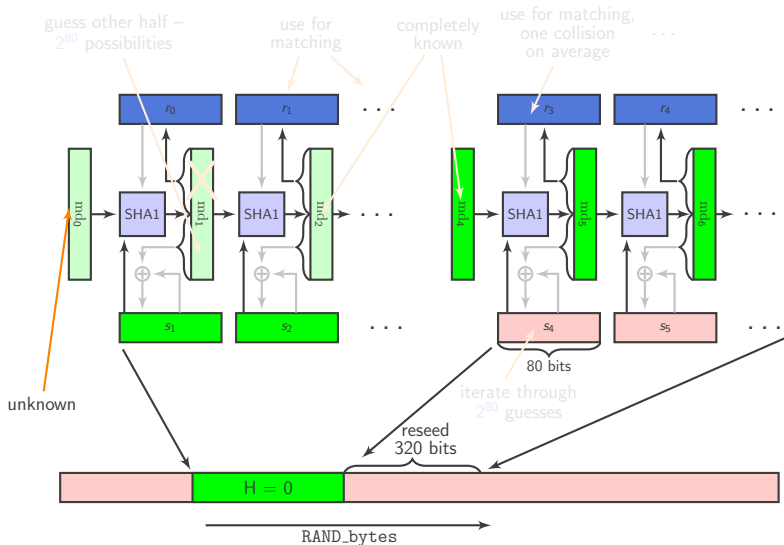 guess other half –
2^80 possibilities
use for
matching
completely
known
use for matching,
one collision
on average
· · ·
r0
r1
· · ·
r3
r4
· · ·
md0
SHA1
md1
SHA1
md2
· · ·
md4
SHA1
md5
SHA1
md6
· · ·
⊕
⊕
⊕
⊕
s1
s2
· · ·
s4
s5
· · ·
80 bits
unknown
iterate through
2^80 guesses
reseed
320 bits
H = 0
RAND_bytes